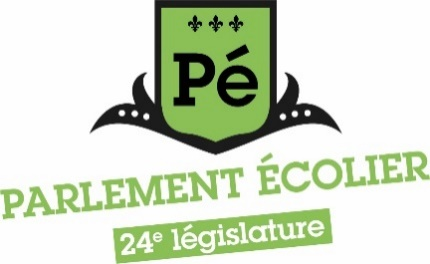 Pé
PARLEMENT ÉCOLIER
24e législature